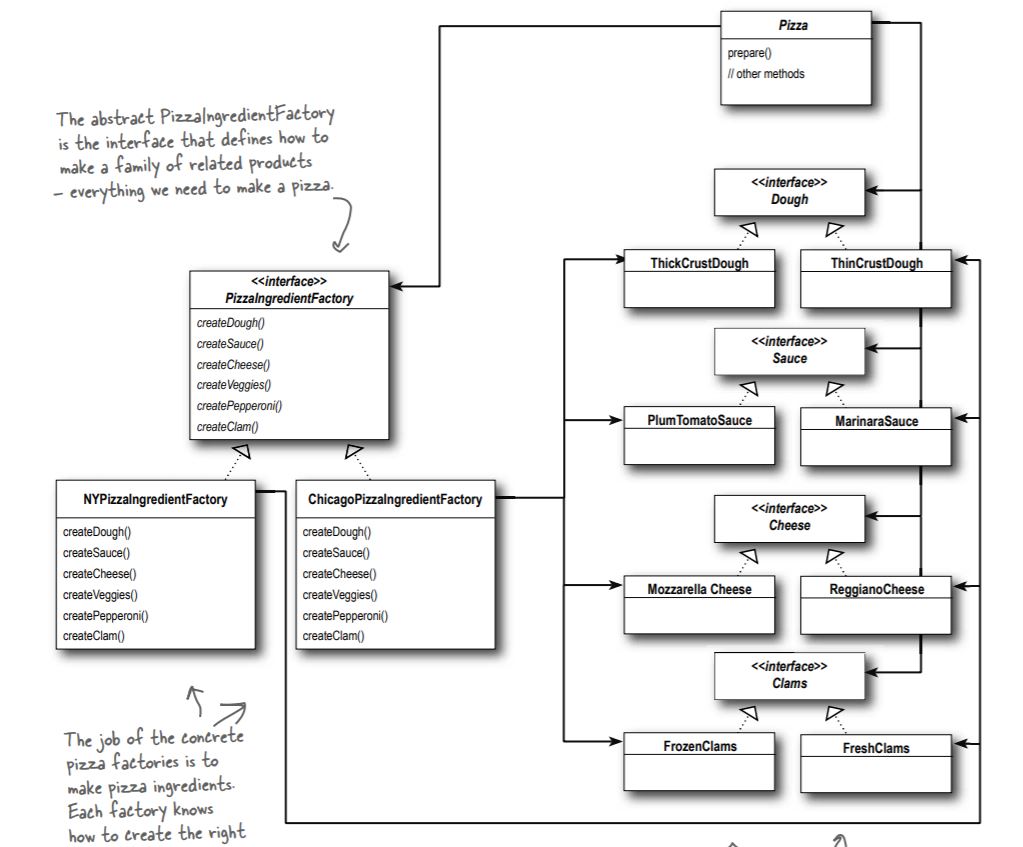 Pizza
prepare()
// other methods
The abstract PizzaIngredientFactory
is the interface that defines how to
make a family of related products
– everything we need to make a pizza.
<<interface>>
Dough
ThickCrustDough
ThinCrustDough
<<interface>>
PizzaIngredientFactory
createDough()
createSauce()
createCheese()
createVeggies()
createPepperoni()
createClam()
<<interface>>
Sauce
PlumTomatoSauce
MarinaraSauce
NYPizzaIngredientFactory
createDough()
createSauce()
createCheese()
createVeggies()
createPepperoni()
createClam()
ChicagoPizzaIngredientFactory
createDough()
createSauce()
createCheese()
createVeggies()
createPepperoni()
createClam()
<<interface>>
Cheese
Mozzarella Cheese
ReggianoCheese
<<interface>>
Clams
FrozenClams
FreshClams
The job of the concrete
pizza factories is to
make pizza ingredients.
Each factory knows
how to create the right